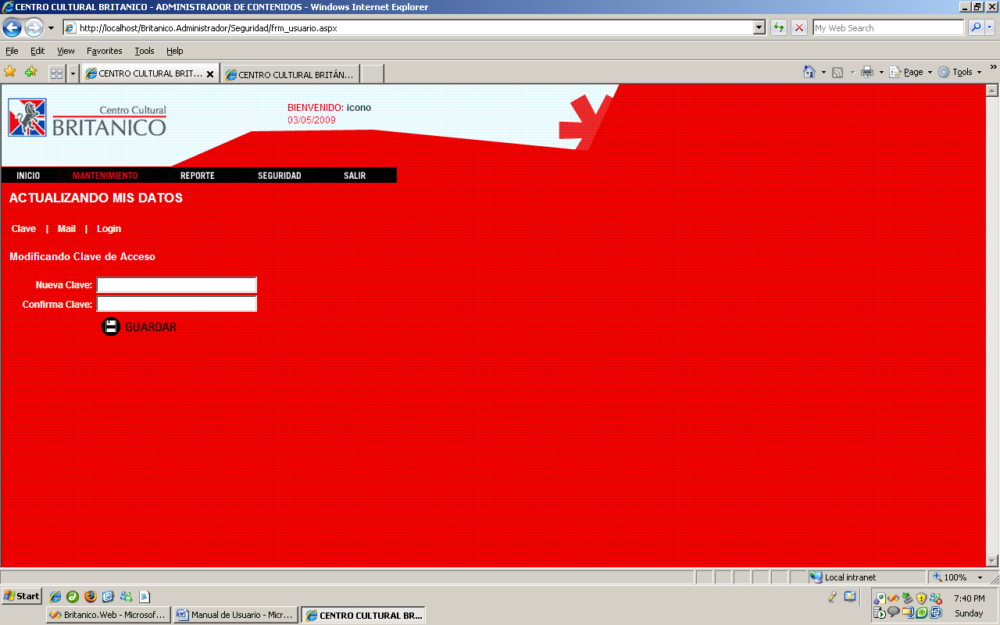 CENTRO CULTURAL BRITANICO - ADMINISTRADOR DE CONTENIDOS - Windows Internet Explorer
http://localhost/Britanico.Administrador/Seguridad/frm_usuario.aspx
My Web Search
File Edit View Favorites Tools Help
CENTRO CULTURAL BRIT... CENTRO CULTURAL BRITÁN...
Page Tools
Centro Cultural
BRITANICO
BIENVENIDO: icono
03/05/2009
INICIO MANTENIMIENTO REPORTE SEGURIDAD SALIR
ACTUALIZANDO MIS DATOS
Clave | Mail | Login
Modificando Clave de Acceso
Nueva Clave:
Confirma Clave:
GUARDAR
Local intranet 100%
Start
7:40 PM
Britanico.Web - Microsof... Manual de Usuario - Micr... CENTRO CULTURAL BR...
Sunday